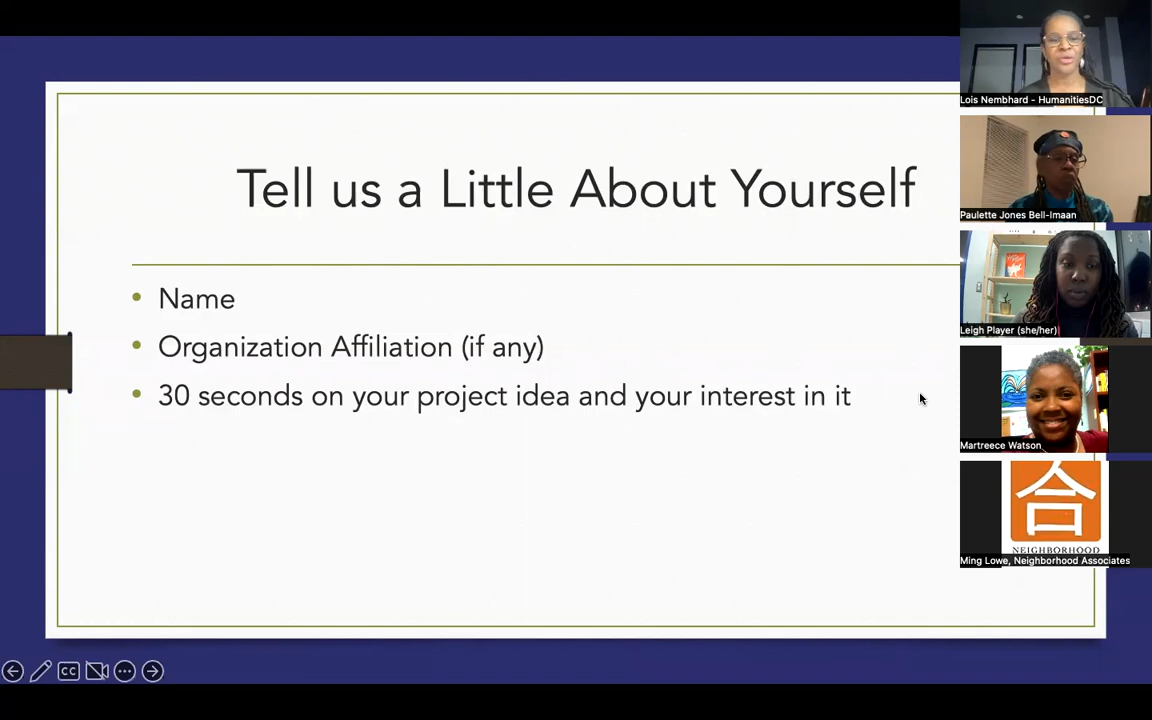 Tell us a Little About Yourself
• Name
• Organization Affiliation (if any)
• 30 seconds on your project idea and your interest in it
Lois Nembhard - HumanitiesDC
Paulette Jones Bell-Imaan
Leigh Player (she/her)
Martreece Watson
合
NEIGHBORHOOD
Ming Lowe, Neighborhood Associates
CC